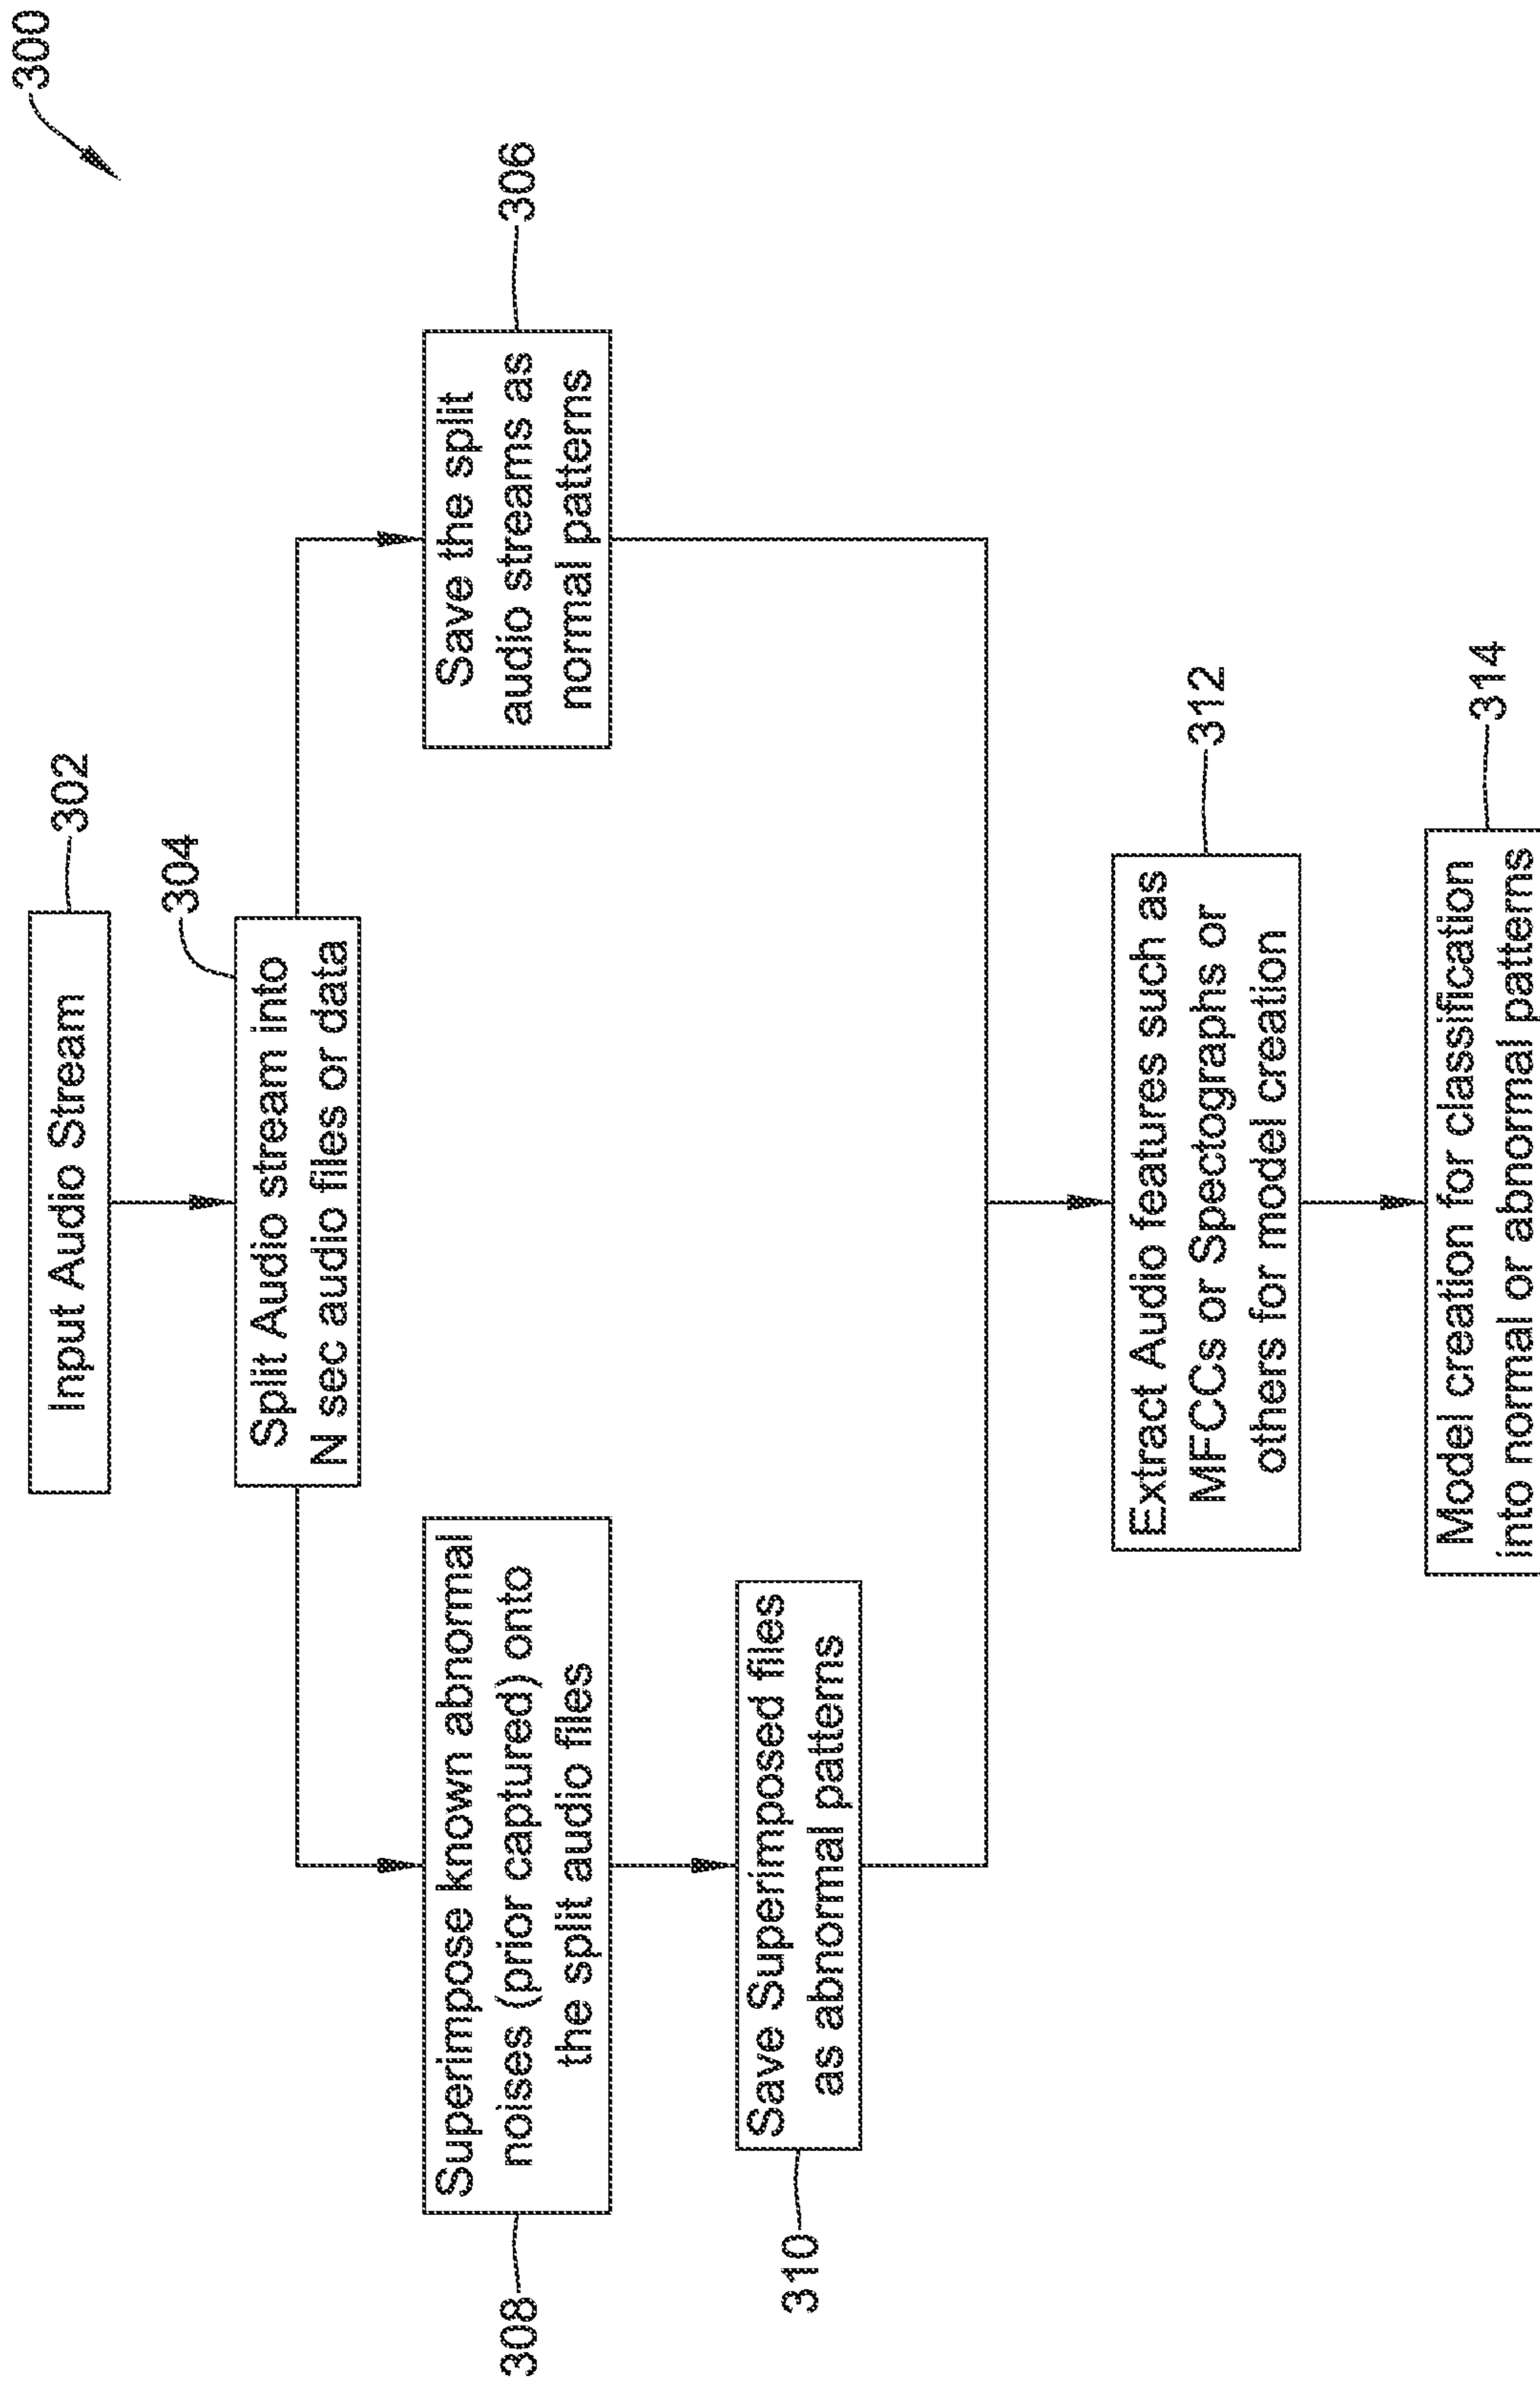 300
Input Audio Stream
302
304
Split Audio stream into
N sec audio files or data
Superimpose known abnormal
noises (prior captured) onto
the split audio files
308
Save the split
audio streams as
normal patterns
306
Save Superimposed files
as abnormal patterns
310
Extract Audio features such as
MFCCs or Spectographs or
others for model creation
312
Model creation for classification
into normal or abnormal patterns
314